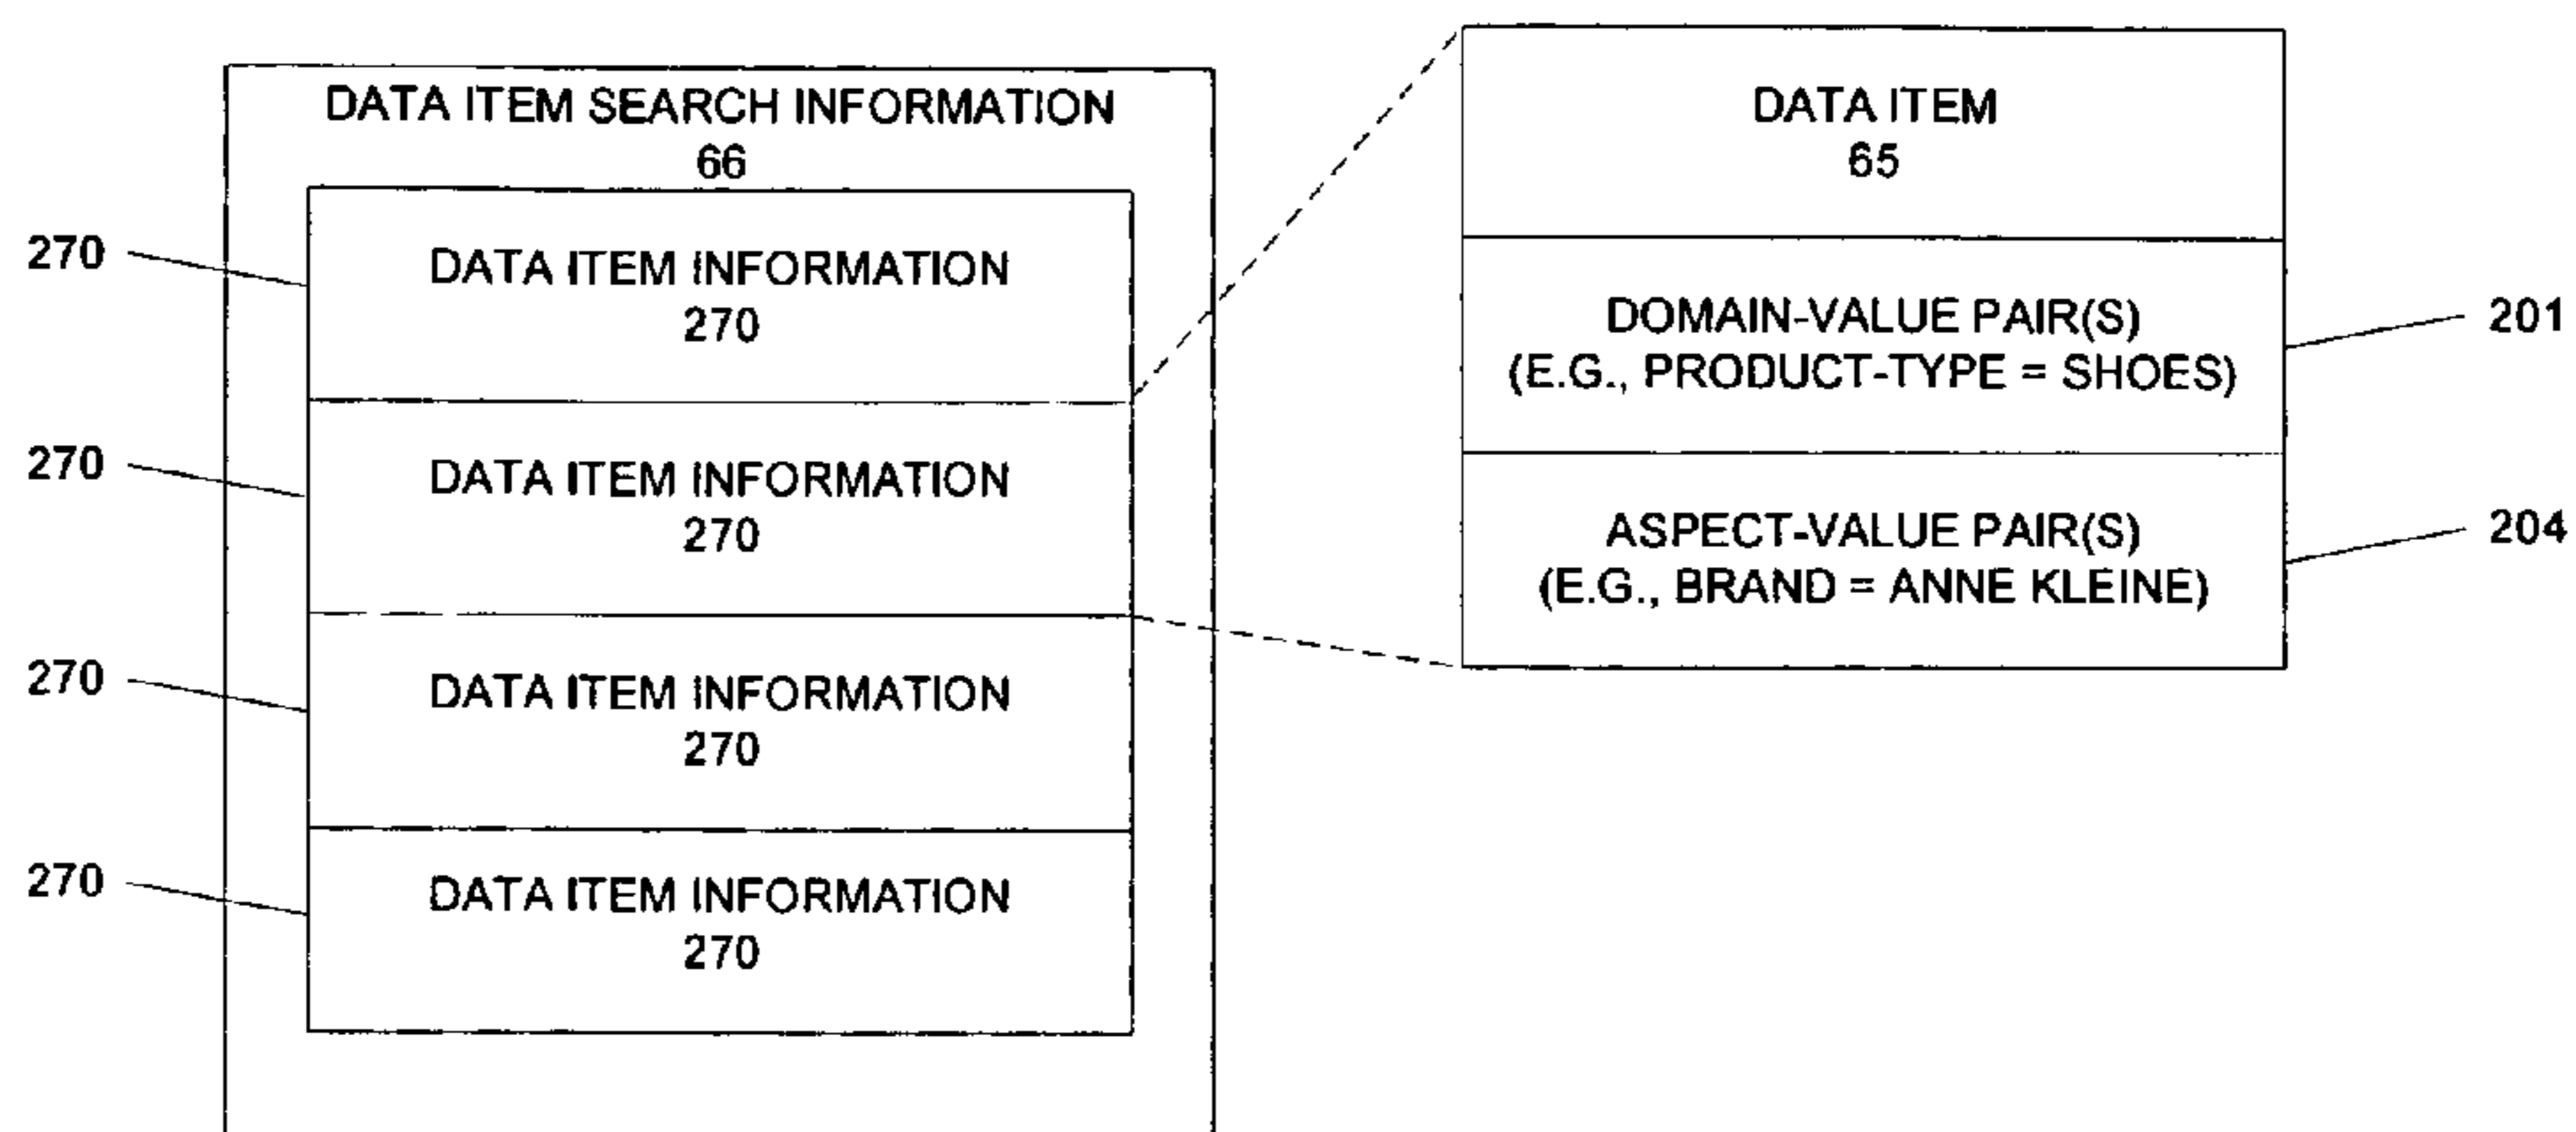 DATA ITEM SEARCH INFORMATION
66
270
DATA ITEM INFORMATION
270
270
DATA ITEM INFORMATION
270
270
DATA ITEM INFORMATION
270
270
DATA ITEM INFORMATION
270
DATA ITEM
65
DOMAIN-VALUE PAIR(S)
(E.G., PRODUCT-TYPE = SHOES)
201
ASPECT-VALUE PAIR(S)
(E.G., BRAND = ANNE KLEINE)
204